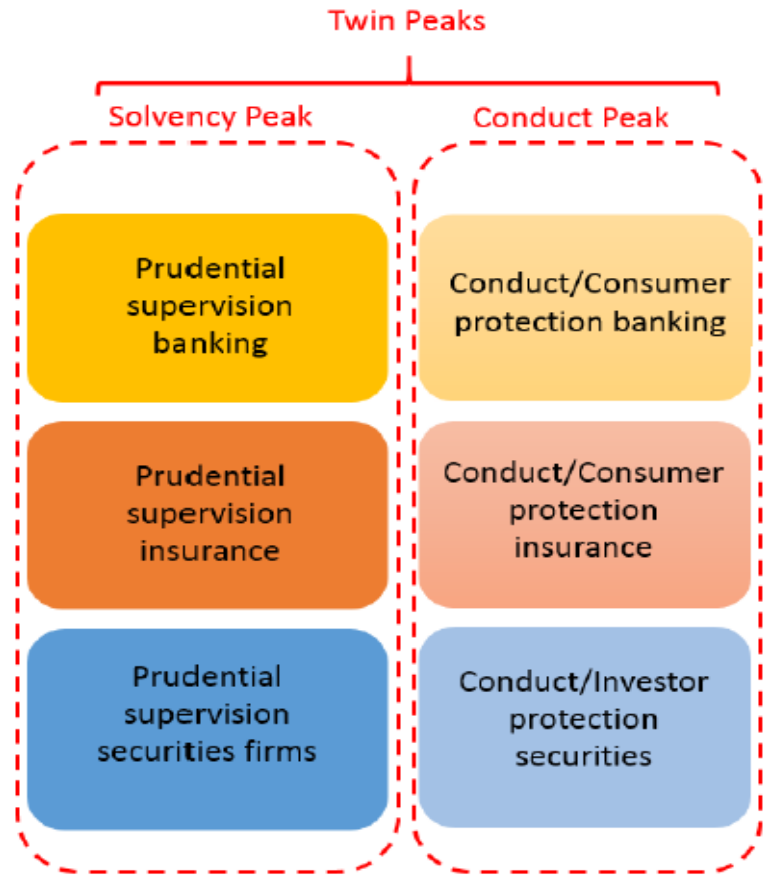 Twin Peaks
Solvency Peak
Conduct Peak
Prudential
supervision
banking
Conduct/Consumer
protection banking
Prudential
supervision
insurance
Conduct/Consumer
protection
insurance
Prudential
supervision
securities firms
Conduct/Investor
protection
securities